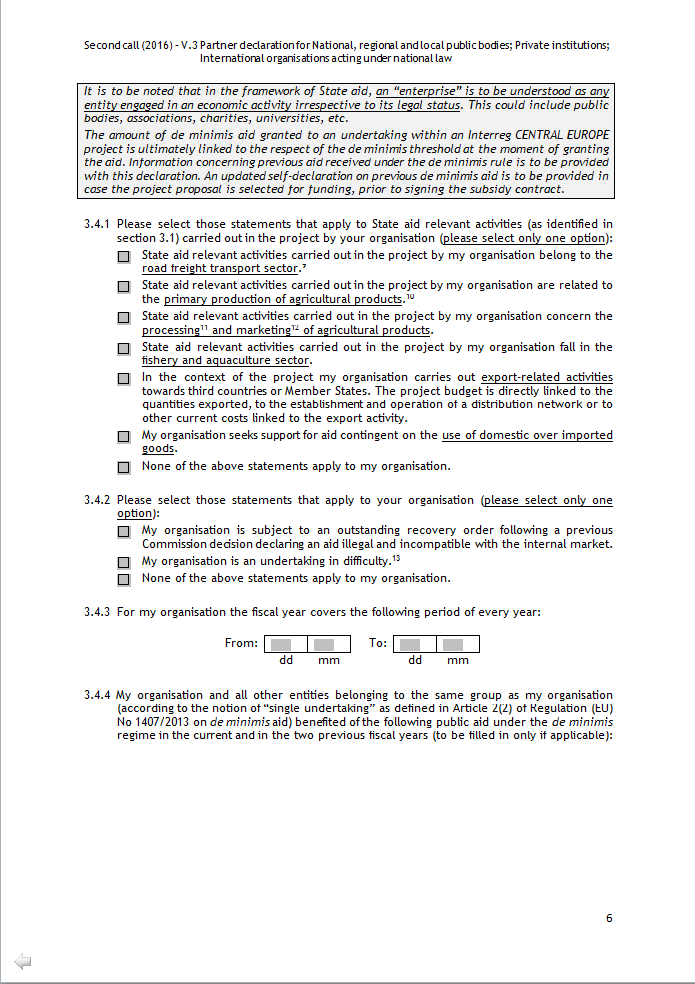 Second call (2016) - V.3 Partner declaration for National, regional and local public bodies; Private institutions;
International organisations acting under national law
It is to be noted that in the framework of State aid, an “enterprise” is to be understood as any
entity engaged in an economic activity irrespective to its legal status. This could include public
bodies, associations, charities, universities, etc.
The amount of de minimis aid granted to an undertaking within an Interreg CENTRAL EUROPE
project is ultimately linked to the respect of the de minimis threshold at the moment of granting
the aid. Information concerning previous aid received under the de minimis rule is to be provided
with this declaration. An updated self-declaration on previous de minimis aid is to be provided in
case the project proposal is selected for funding, prior to signing the subsidy contract.
3.4.1 Please select those statements that apply to State aid relevant activities (as identified in
section 3.1) carried out in the project by your organisation (please select only one option):
State aid relevant activities carried out in the project by my organisation belong to the
road freight transport sector.⁹
State aid relevant activities carried out in the project by my organisation are related to
the primary production of agricultural products.¹⁰
State aid relevant activities carried out in the project by my organisation concern the
processing¹¹ and marketing¹² of agricultural products.
State aid relevant activities carried out in the project by my organisation fall in the
fishery and aquaculture sector.
In the context of the project my organisation carries out export-related activities
towards third countries or Member States. The project budget is directly linked to the
quantities exported, to the establishment and operation of a distribution network or to
other current costs linked to the export activity.
My organisation seeks support for aid contingent on the use of domestic over imported
goods.
None of the above statements apply to my organisation.
3.4.2 Please select those statements that apply to your organisation (please select only one
option):
My organisation is subject to an outstanding recovery order following a previous
Commission decision declaring an aid illegal and incompatible with the internal market.
My organisation is an undertaking in difficulty.¹³
None of the above statements apply to my organisation.
3.4.3 For my organisation the fiscal year covers the following period of every year:
From: To:
dd mm dd mm
3.4.4 My organisation and all other entities belonging to the same group as my organisation
(according to the notion of “single undertaking” as defined in Article 2(2) of Regulation (EU)
No 1407/2013 on de minimis aid) benefited of the following public aid under the de minimis
regime in the current and in the two previous fiscal years (to be filled in only if applicable):
6